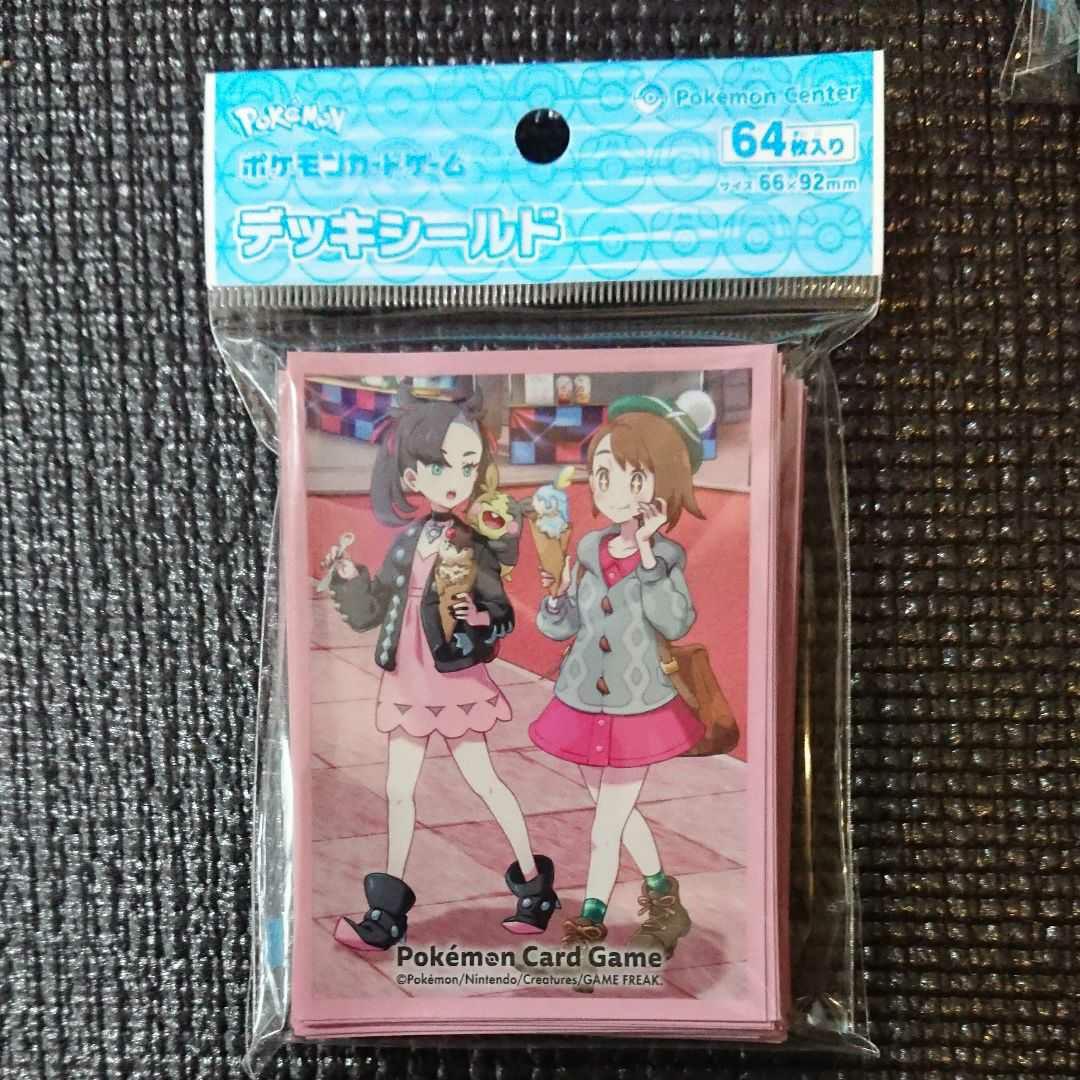 POKéMON
Pokémon Center
ポケモンカードゲーム
64枚入り
サイズ 66×92mm
デッキシールド
Pokémon Card Game
©Pokémon/Nintendo/Creatures/GAME FREAK.